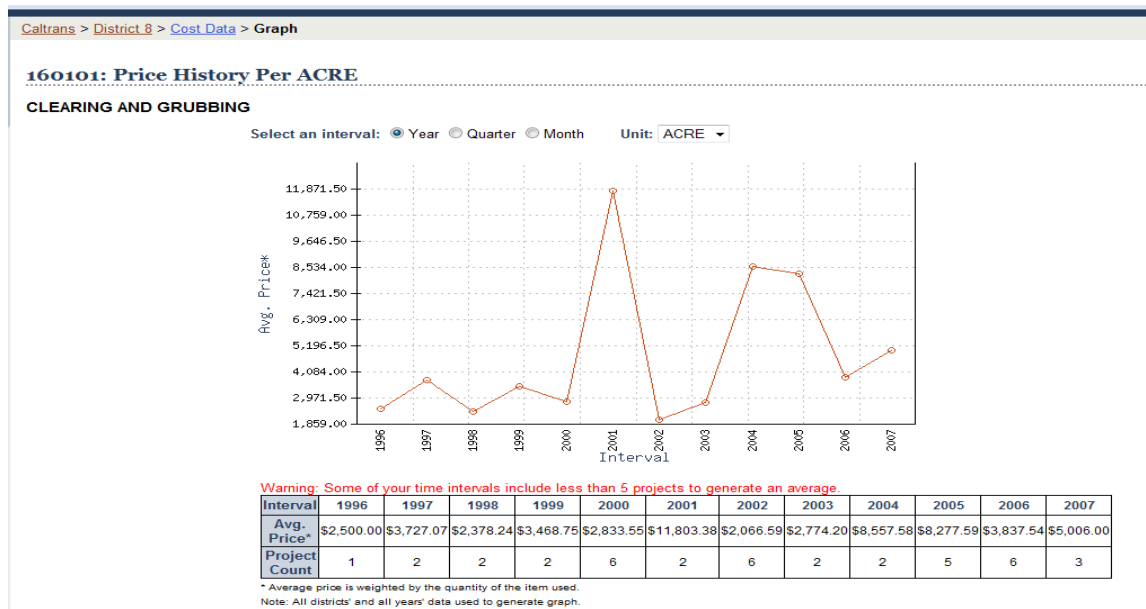 Caltrans > District 8 > Cost Data > Graph
160101: Price History Per ACRE
CLEARING AND GRUBBING
Select an interval: Year Quarter Month Unit: ACRE
11,871.50
10,759.00
9,646.50
8,534.00
7,421.50
6,309.00
5,196.50
4,084.00
2,971.50
1,859.00
Avg. Price*
1996 1997 1998 1999 2000 2001 2002 2003 2004 2005 2006 2007
Interval
Warning: Some of your time intervals include less than 5 projects to generate an average.
Interval 1996 1997 1998 1999 2000 2001 2002 2003 2004 2005 2006 2007
Avg. Price* $2,500.00 $3,727.07 $2,378.24 $3,468.75 $2,833.55 $11,803.38 $2,066.59 $2,774.20 $8,557.58 $8,277.59 $3,837.54 $5,006.00
Project Count 1 2 2 2 6 2 6 2 2 5 6 3
* Average price is weighted by the quantity of the item used.
Note: All districts' and all years' data used to generate graph.